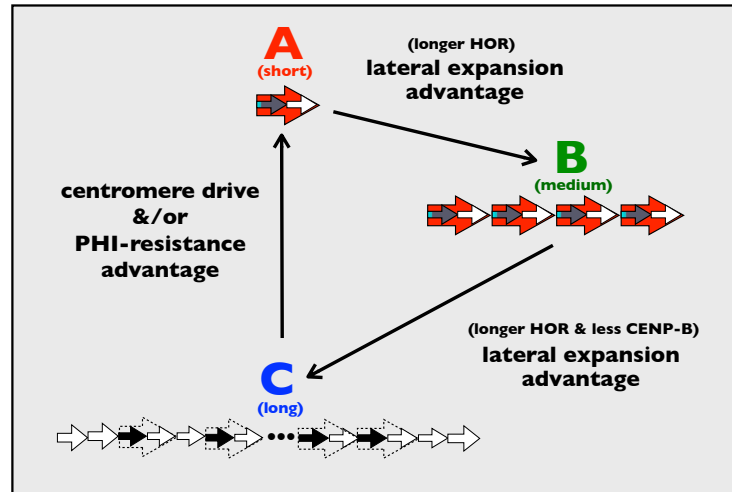 A
(short)
(longer HOR)
lateral expansion
advantage
B
(medium)
centromere drive
&/or
PHI-resistance
advantage
(longer HOR & less CENP-B)
lateral expansion
advantage
C
(long)